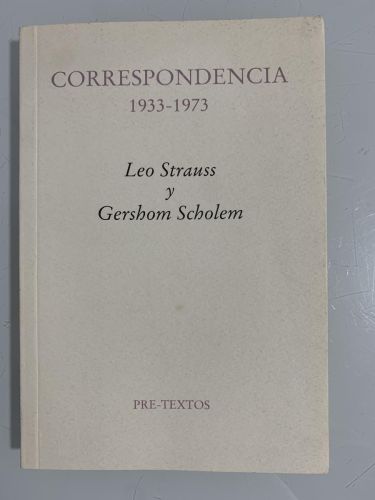 CORRESPONDENCIA
1933-1973
Leo Strauss
y
Gershom Scholem
PRE-TEXTOS